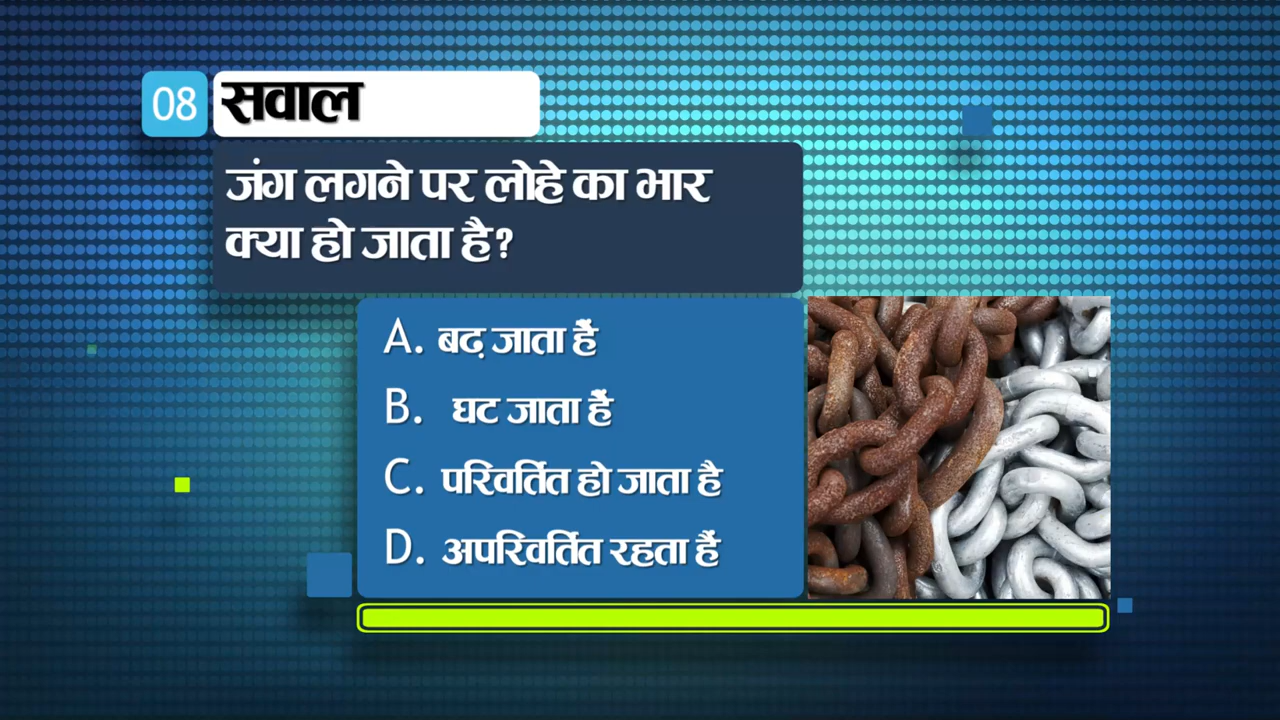 08 सवाल
जंग लगने पर लोहे का भार
क्या हो जाता है?
A. बढ़ जाता हैं
B. घट जाता हैं
C. परिवर्तित हो जाता है
D. अपरिवर्तित रहता हैं